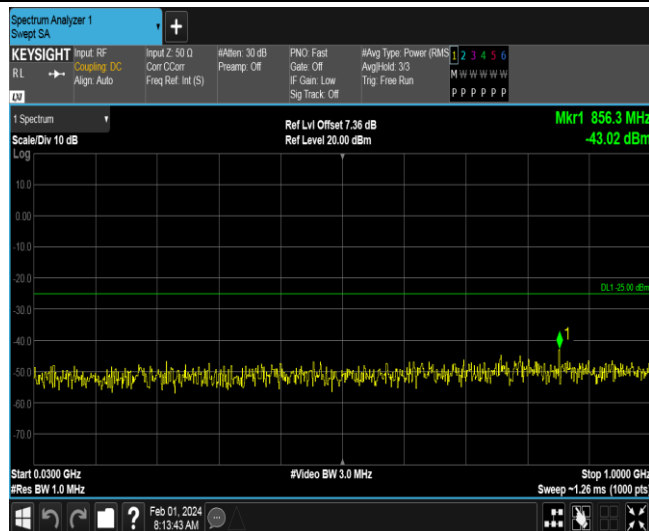 Spectrum Analyzer 1
Swept SA
+
KEYSIGHT
RL
Input: RF
Coupling: DC
Align: Auto
Input Z: 50 Ω
Corr CCorr
Freq Ref: Int (S)
#Atten: 30 dB
Preamp: Off
PNO: Fast
Gate: Off
IF Gain: Low
Sig Track: Off
#Avg Type: Power (RMS
Avg|Hold: 3/3
Trig: Free Run
1 2 3 4 5 6
M W W W W W
P P P P P P
1 Spectrum
Scale/Div 10 dB
Log
Ref Lvl Offset 7.36 dB
Ref Level 20.00 dBm
Mkr1 856.3 MHz
-43.02 dBm
10.0
0.00
-10.0
-20.0
DL1 -25.00 dBm
-30.0
-40.0
1
-50.0
-60.0
-70.0
Start 0.0300 GHz
#Res BW 1.0 MHz
#Video BW 3.0 MHz
Stop 1.0000 GHz
Sweep ~1.26 ms (1000 pts)
?
Feb 01, 2024
8:13:43 AM